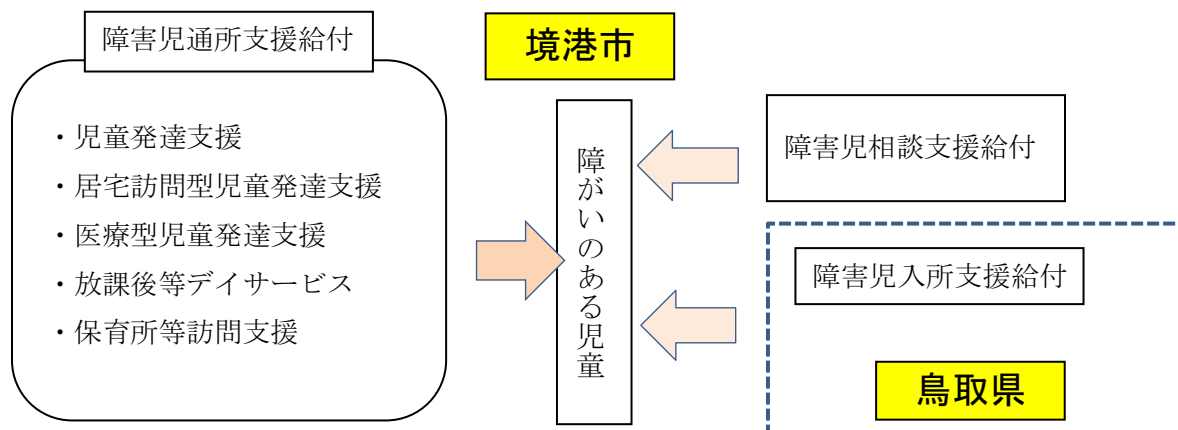 障害児通所支援給付
・児童発達支援
・居宅訪問型児童発達支援
・医療型児童発達支援
・放課後等デイサービス
・保育所等訪問支援
境港市
障がいのある児童
障害児相談支援給付
障害児入所支援給付
鳥取県